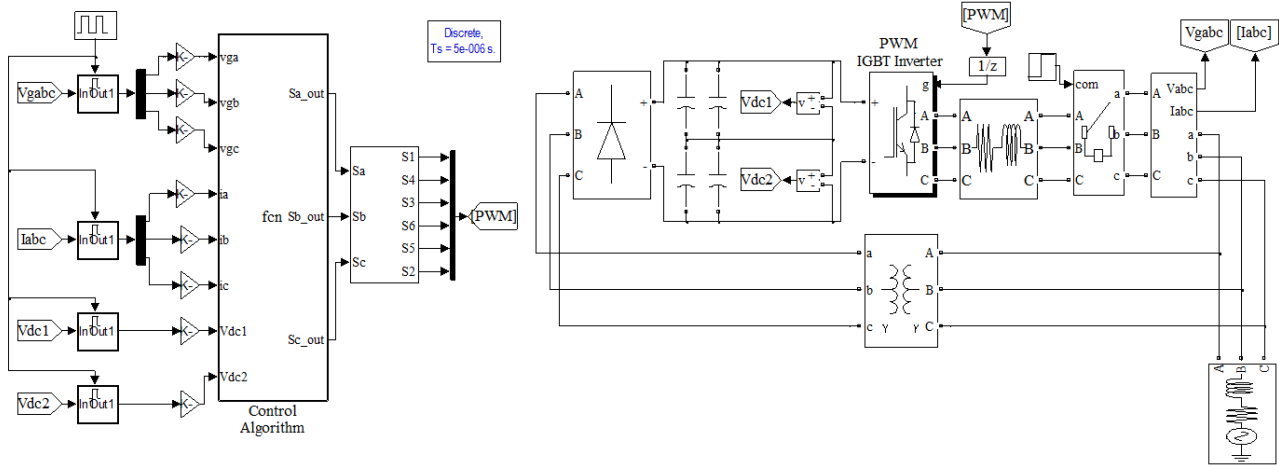 Vgabc
In Out1
K-
K-
K-
vga
vgb
vgc
Iabc
In Out1
K-
K-
K-
ia
ib
ic
Vdc1
In Out1
K-
Vdc1
Vdc2
In Out1
K-
Vdc2
fcn
Sa_out
Sb_out
Sc_out
Control
Algorithm
Sa
Sb
Sc
S1
S4
S3
S6
S5
S2
[PWM]
Discrete,
Ts = 5e-006 s.
A
B
C
+
-
Vdc1
v
+
-
Vdc2
v
+
-
[PWM]
1/z
PWM
IGBT Inverter
g
+
-
A
B
C
A
B
C
A
B
C
com
A
B
C
a
b
c
A
B
C
Vabc
Iabc
a
b
c
Vgabc
[Iabc]
a
b
c
Y
Y
A
B
C
A
B
C